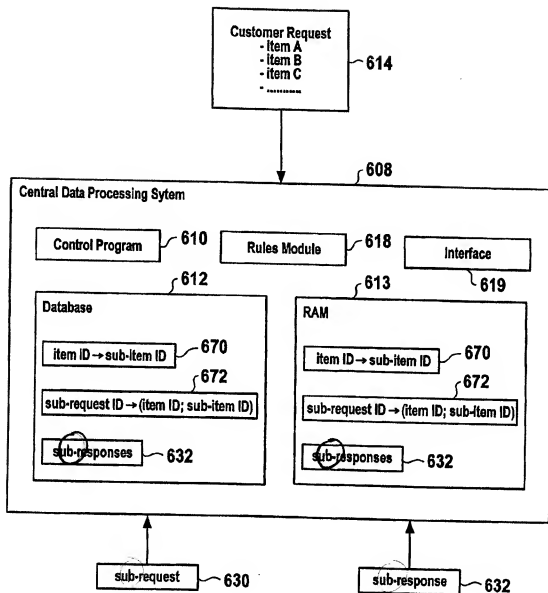 Customer Request
- Item A
- Item B
- item C
- ..........
614
608
Central Data Processing Sytem
Control Program
610
Rules Module
618
Interface
619
612
613
Database
RAM
item ID → sub-item ID
670
item ID → sub-item ID
670
672
672
sub-request ID → (item ID; sub-item ID)
sub-request ID → (item ID; sub-Item ID)
sub-responses
632
sub-responses
632
sub-request
630
sub-response
632